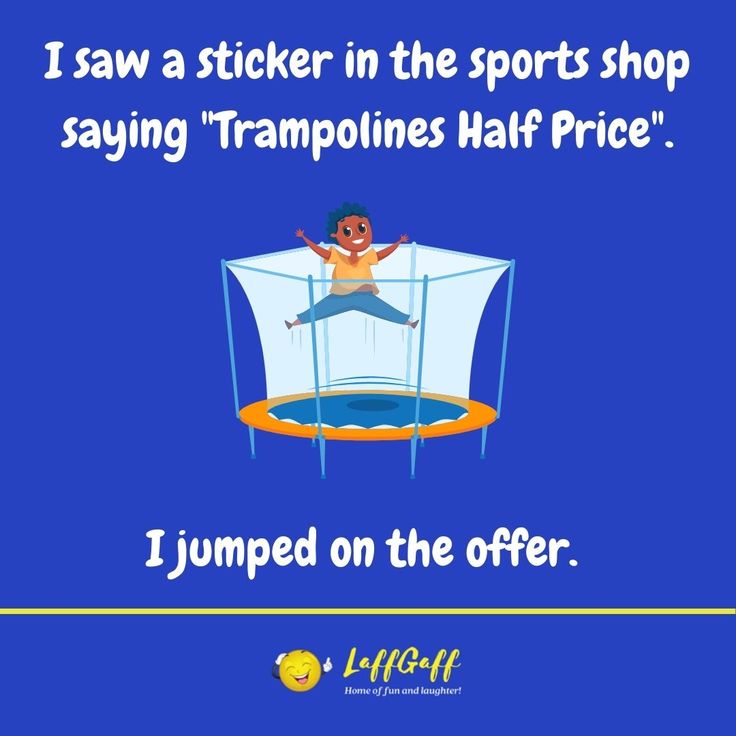 I saw a sticker in the sports shop
saying "Trampolines Half Price".
I jumped on the offer.
LaffGaff
Home of fun and laughter!